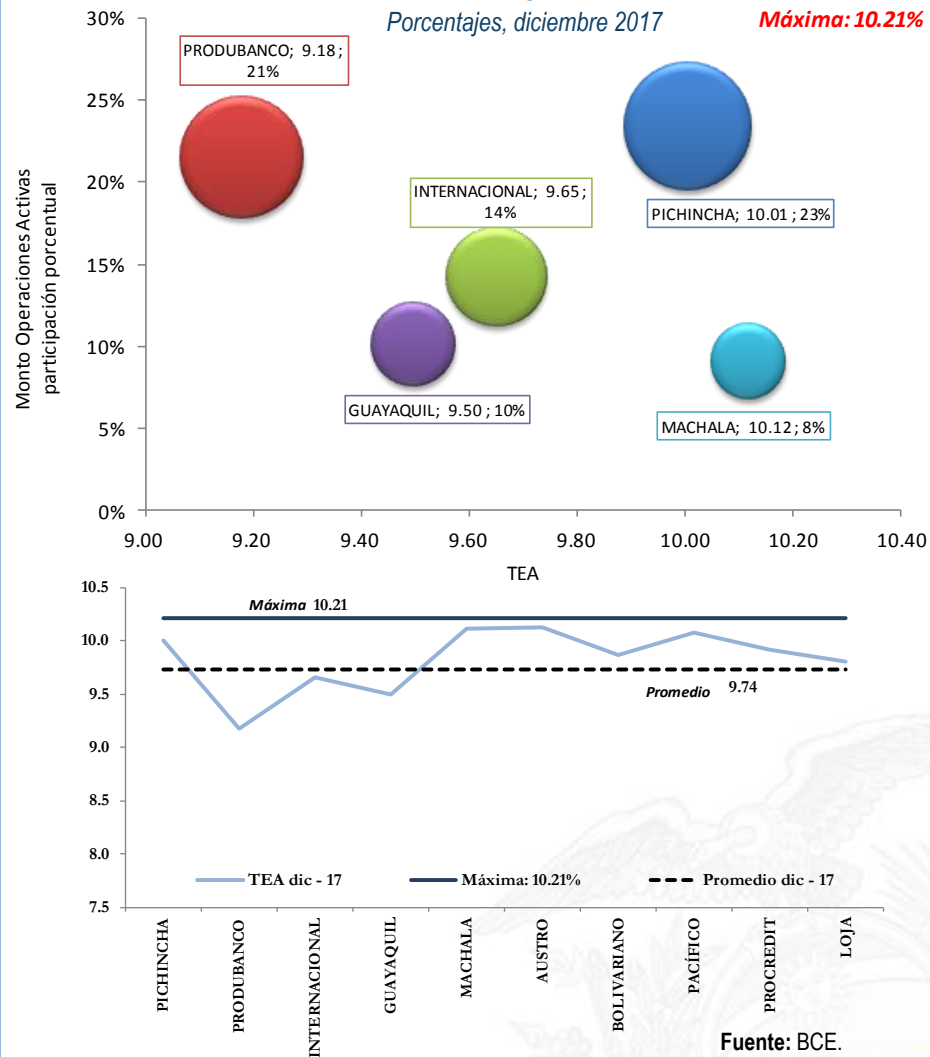 Porcentajes, diciembre 2017
Máxima: 10.21%
30%
25%
20%
15%
10%
5%
0%
Monto Operaciones Activas
participación porcentual
PRODUBANCO; 9.18;
21%
INTERNACIONAL; 9.65;
14%
PICHINCHA; 10.01; 23%
GUAYAQUIL; 9.50; 10%
MACHALA; 10.12; 8%
9.00 9.20 9.40 9.60 9.80 10.00 10.20 10.40
TEA
10.5
10.0
9.5
9.0
8.5
8.0
7.5
Máxima 10.21
Promedio 9.74
TEA dic - 17
Máxima: 10.21%
Promedio dic - 17
PICHINCHA
PRODUBANCO
INTERNACIONAL
GUAYAQUIL
MACHALA
AUSTRO
BOLIVARIANO
PACÍFICO
PROCREDIT
LOJA
Fuente: BCE.